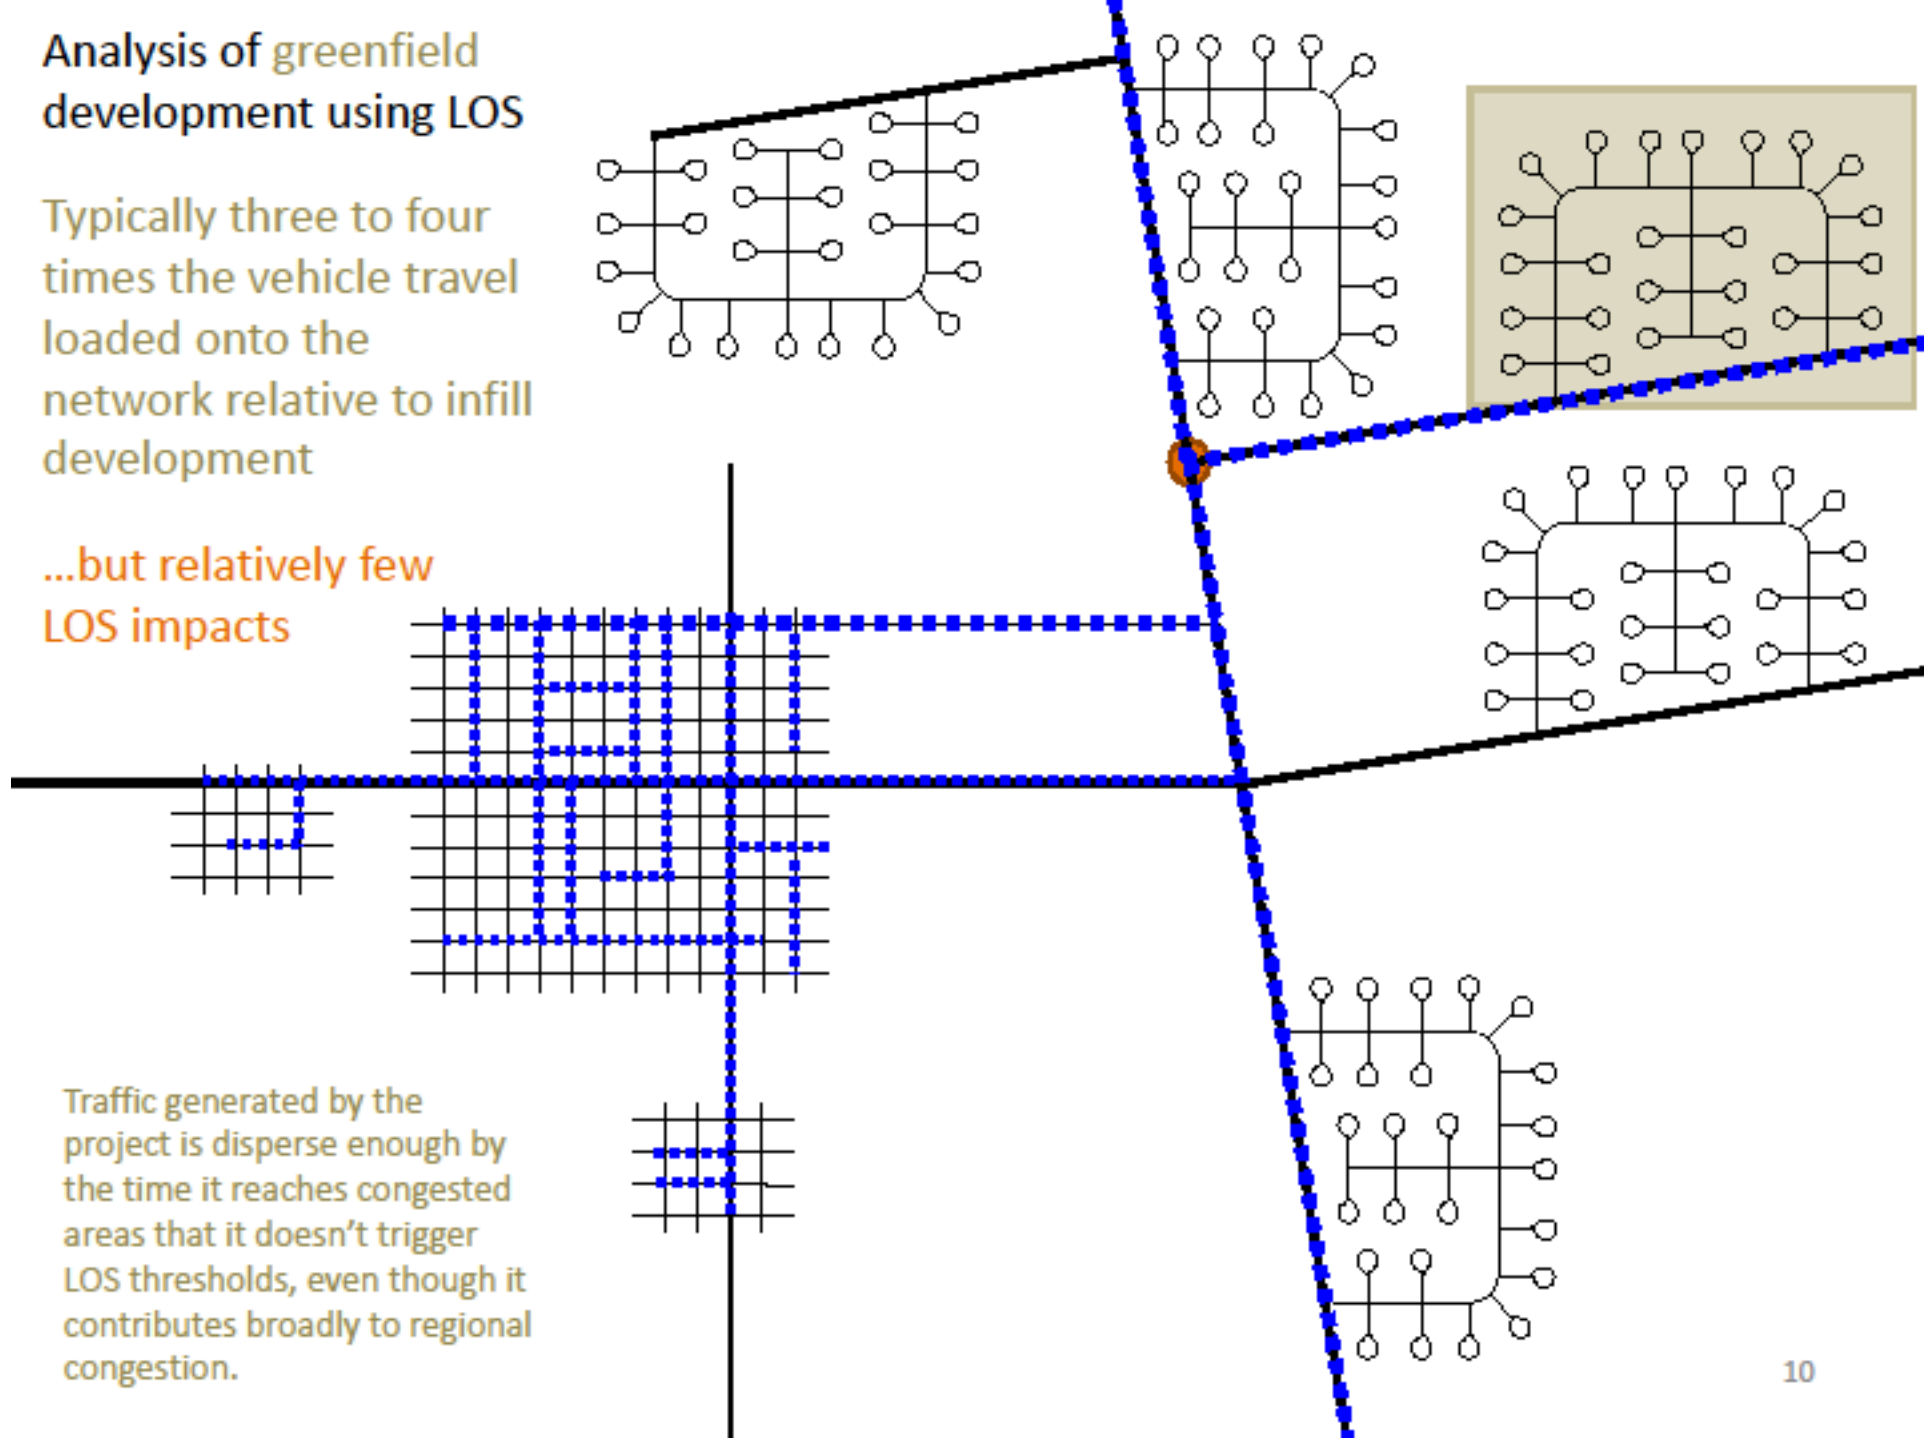 Analysis of greenfield
development using LOS
Typically three to four
times the vehicle travel
loaded onto the
network relative to infill
development
...but relatively few
LOS impacts
Traffic generated by the
project is disperse enough by
the time it reaches congested
areas that it doesn't trigger
LOS thresholds, even though it
contributes broadly to regional
congestion.
10